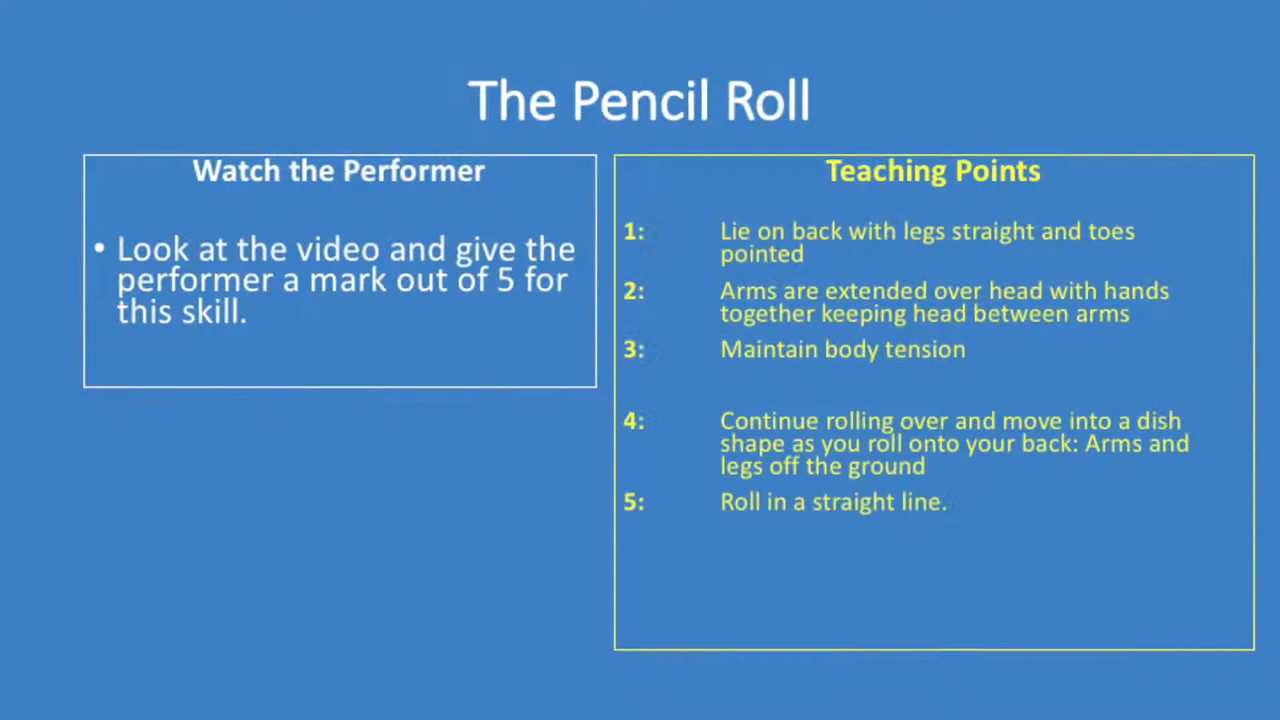 The Pencil Roll
Watch the Performer
• Look at the video and give the
performer a mark out of 5 for
this skill.
Teaching Points
1: Lie on back with legs straight and toes
pointed
2: Arms are extended over head with hands
together keeping head between arms
3: Maintain body tension
4: Continue rolling over and move into a dish
shape as you roll onto your back: Arms and
legs off the ground
5: Roll in a straight line.